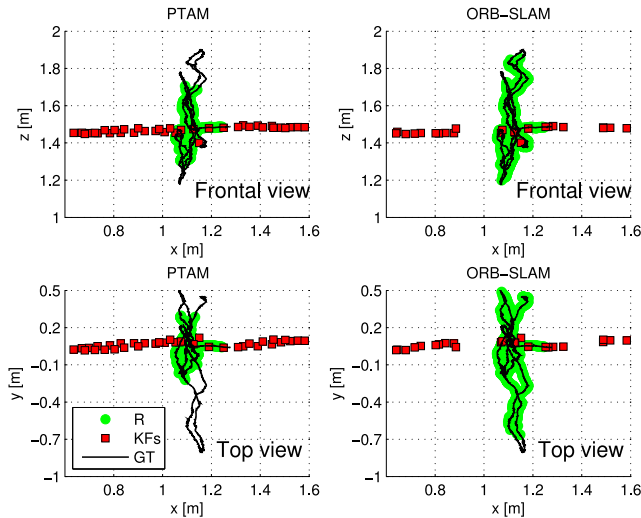 PTAM
ORB-SLAM
2
1.8
1.6
1.4
1.2
1
z [m]
0.8 1 1.2 1.4 1.6
x [m]
Frontal view
2
1.8
1.6
1.4
1.2
1
z [m]
0.8 1 1.2 1.4 1.6
x [m]
Frontal view
PTAM
ORB-SLAM
0.5
0.2
−0.1
−0.4
−0.7
−1
y [m]
0.8 1 1.2 1.4 1.6
x [m]
Top view
R
KFs
GT
0.5
0.2
−0.1
−0.4
−0.7
−1
y [m]
0.8 1 1.2 1.4 1.6
x [m]
Top view